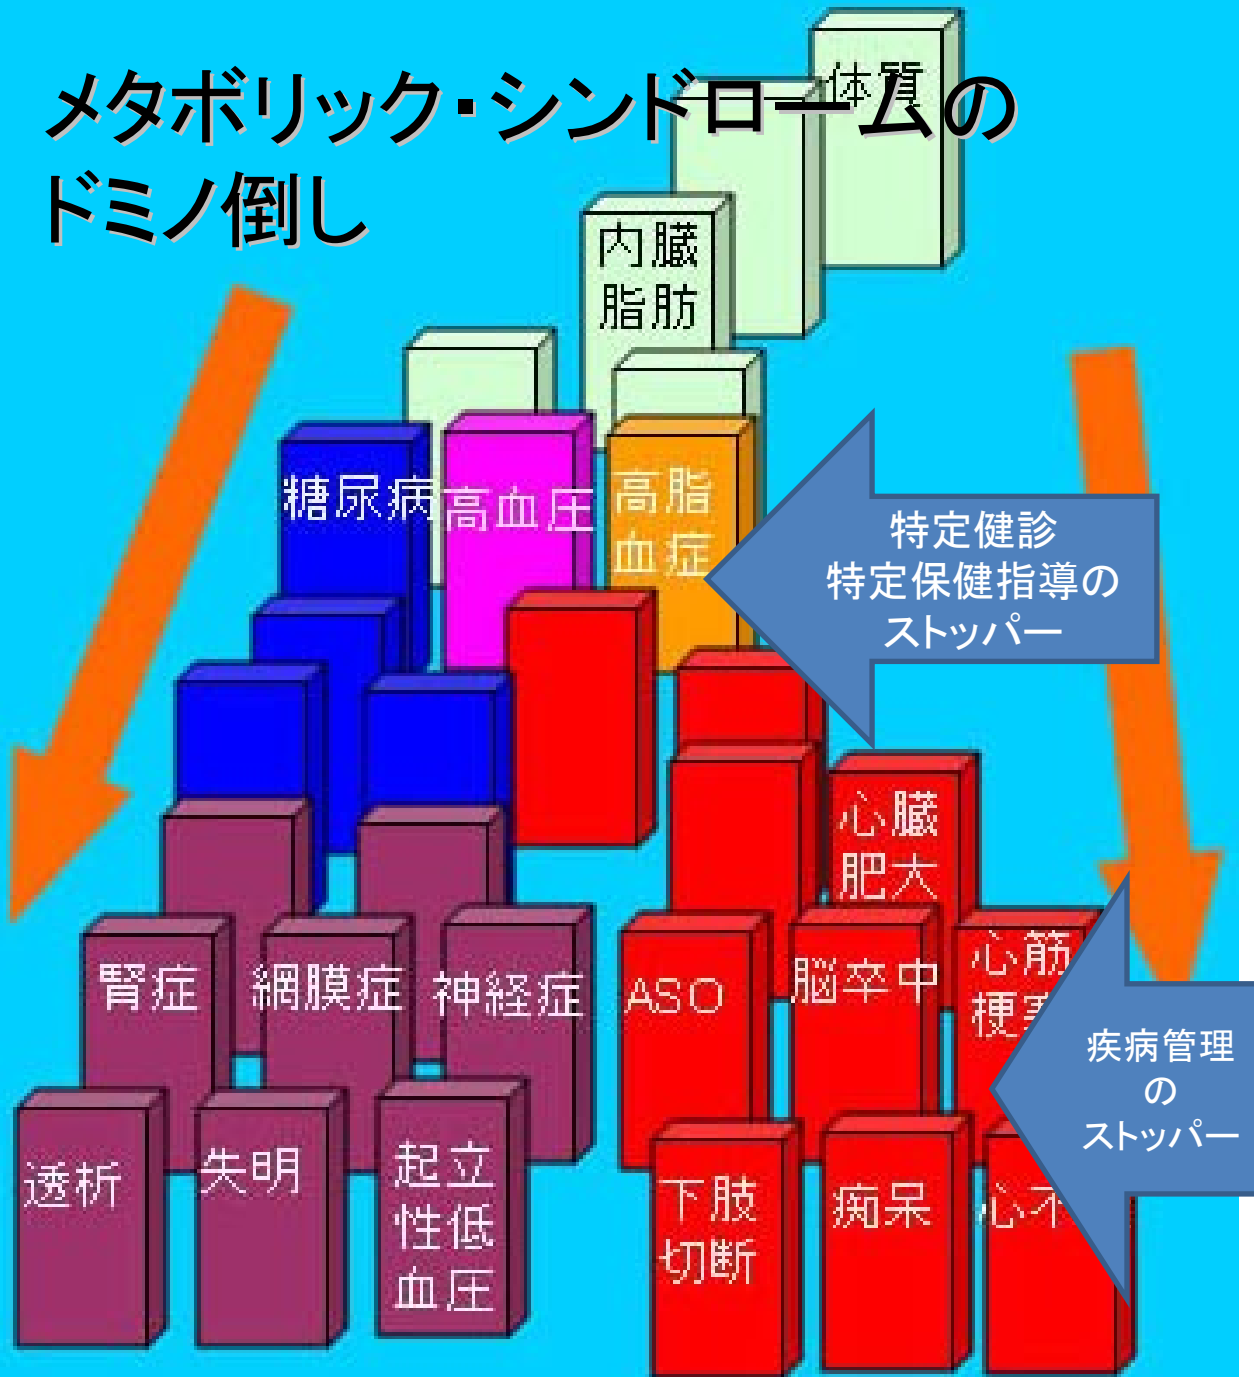 メタボリック・シンドロームの
ドミノ倒し
体質
内臓
脂肪
糖尿病
高血圧
高脂
血症
特定健診
特定保健指導の
ストッパー
心臓
肥大
腎症
網膜症
神経症
ASO
脳卒中
心筋
梗
疾病管理
の
ストッパー
透析
失明
起立
性低
血圧
下肢
切断
痴呆
心不